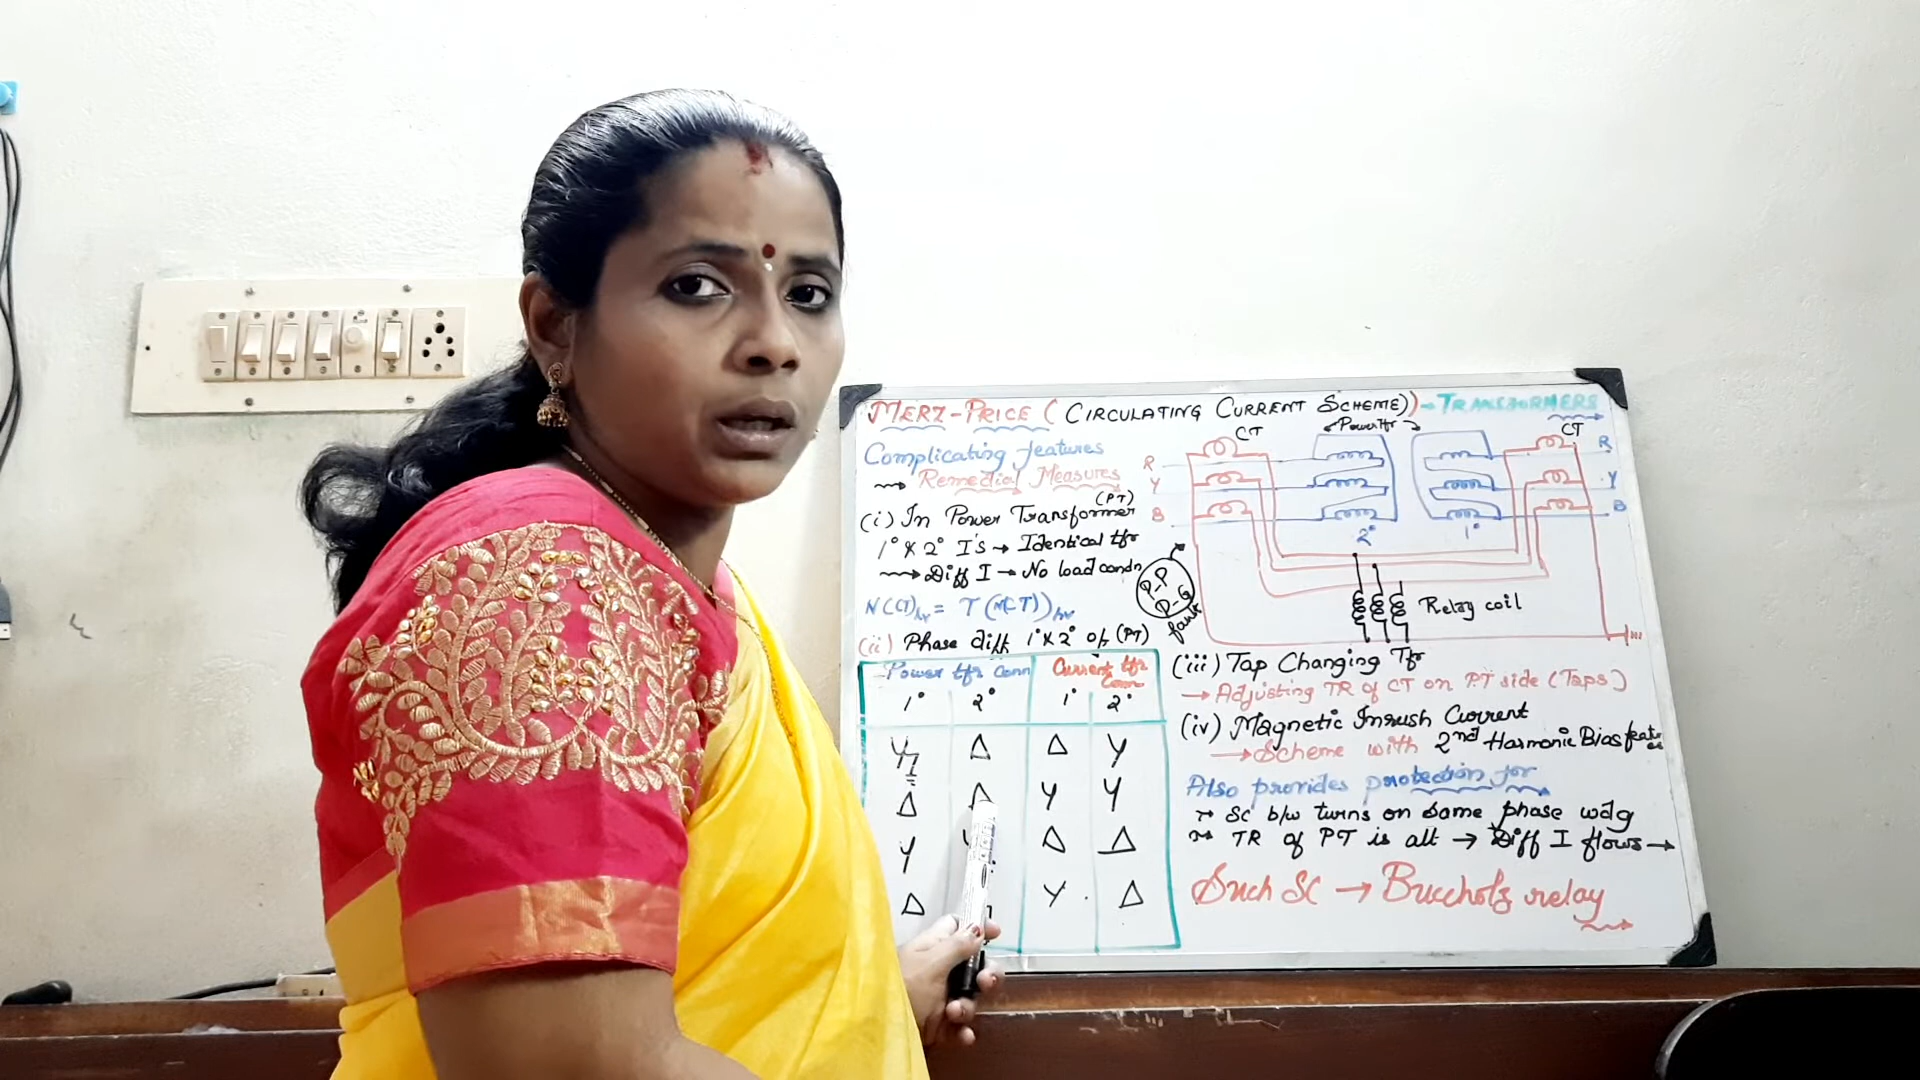 MERZ-PRICE (CIRCULATING CURRENT SCHEME)) → TRANSFORMERS
Complicating features
Remedial Measures
(i) In Power Transformer (PT)
1° & 2° I's → Identical tfr
Diff I → No load condn
N(CT)lv = T(N(CT))hv
(ii) Phase diff 1° & 2° of (PT)
Power tfr Conn Current tfr Conn
1° 2° 1° 2°
Y Δ Δ Y
Δ Δ Y Y
Y Δ Δ
Δ Y Δ
CT Power tfr CT
R R
Y Y
B B
2° 1°
P-P
P-G
fault
Relay coil
(iii) Tap Changing Tfr
→ Adjusting TR of CT on PT side (Taps)
(iv) Magnetic Inrush Current
→ Scheme with 2nd Harmonic Bias
Also provides protection for
SC b/w turns on same phase wdg
TR of PT is alt → Diff I flows →
Such SC → Buccholz relay